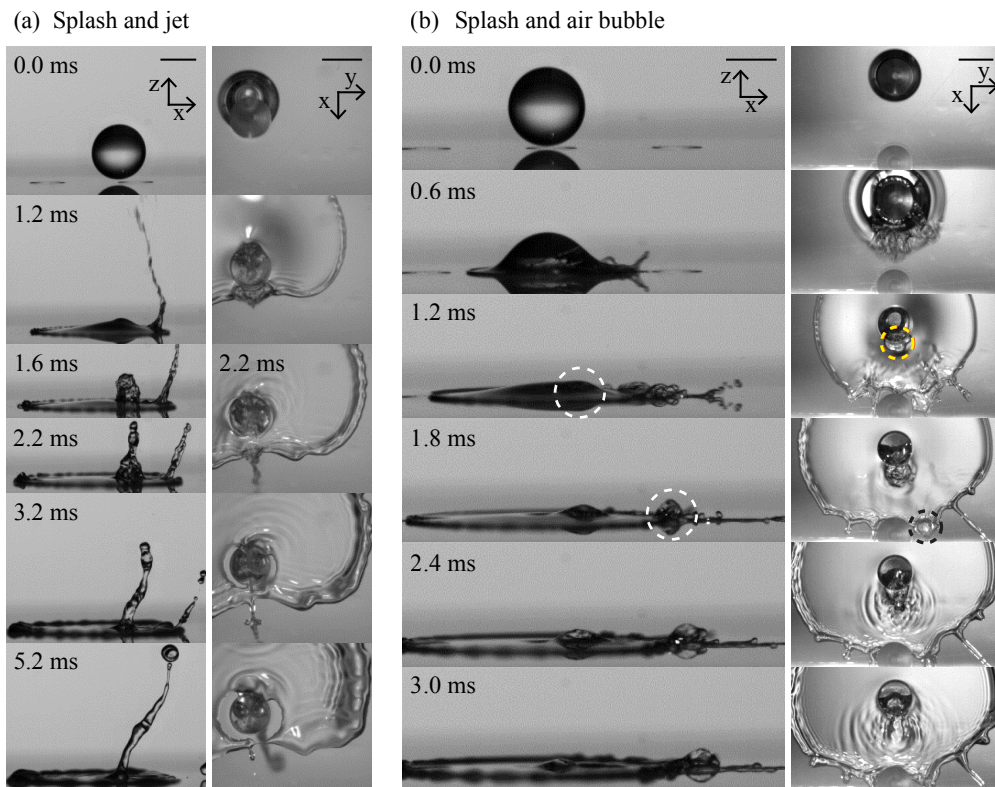 (a) Splash and jet
0.0 ms
z
x
y
x
1.2 ms
1.6 ms
2.2 ms
2.2 ms
3.2 ms
5.2 ms
(b) Splash and air bubble
0.0 ms
z
x
y
x
0.6 ms
1.2 ms
1.8 ms
2.4 ms
3.0 ms